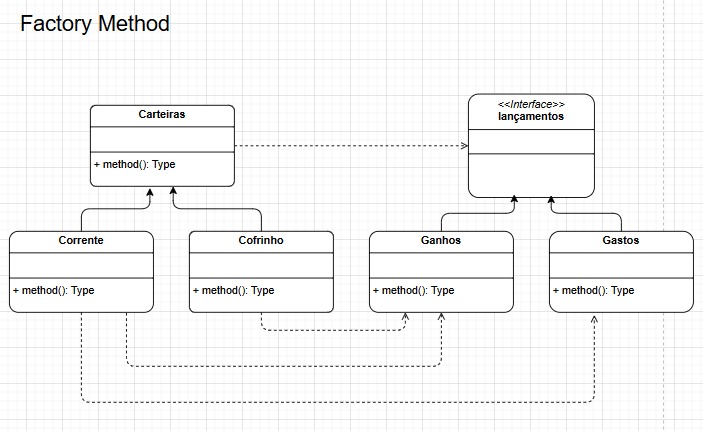 Factory Method
Carteiras
+ method(): Type
<<Interface>>
lançamentos
Corrente
+ method(): Type
Cofrinho
+ method(): Type
Ganhos
+ method(): Type
Gastos
+ method(): Type